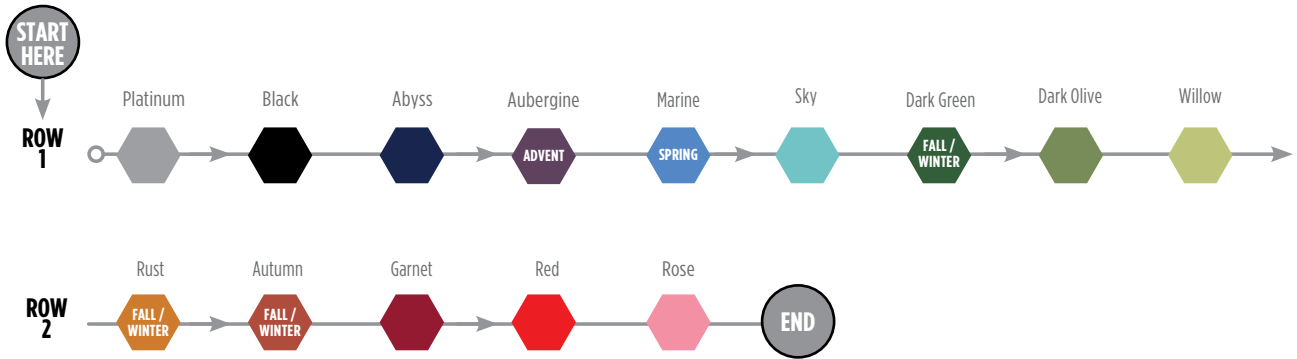 START
HERE
ROW
1
Platinum
Black
Abyss
Aubergine
Marine
Sky
Dark Green
Dark Olive
Willow
ADVENT
SPRING
FALL /
WINTER
ROW
2
Rust
Autumn
Garnet
Red
Rose
FALL /
WINTER
FALL /
WINTER
END